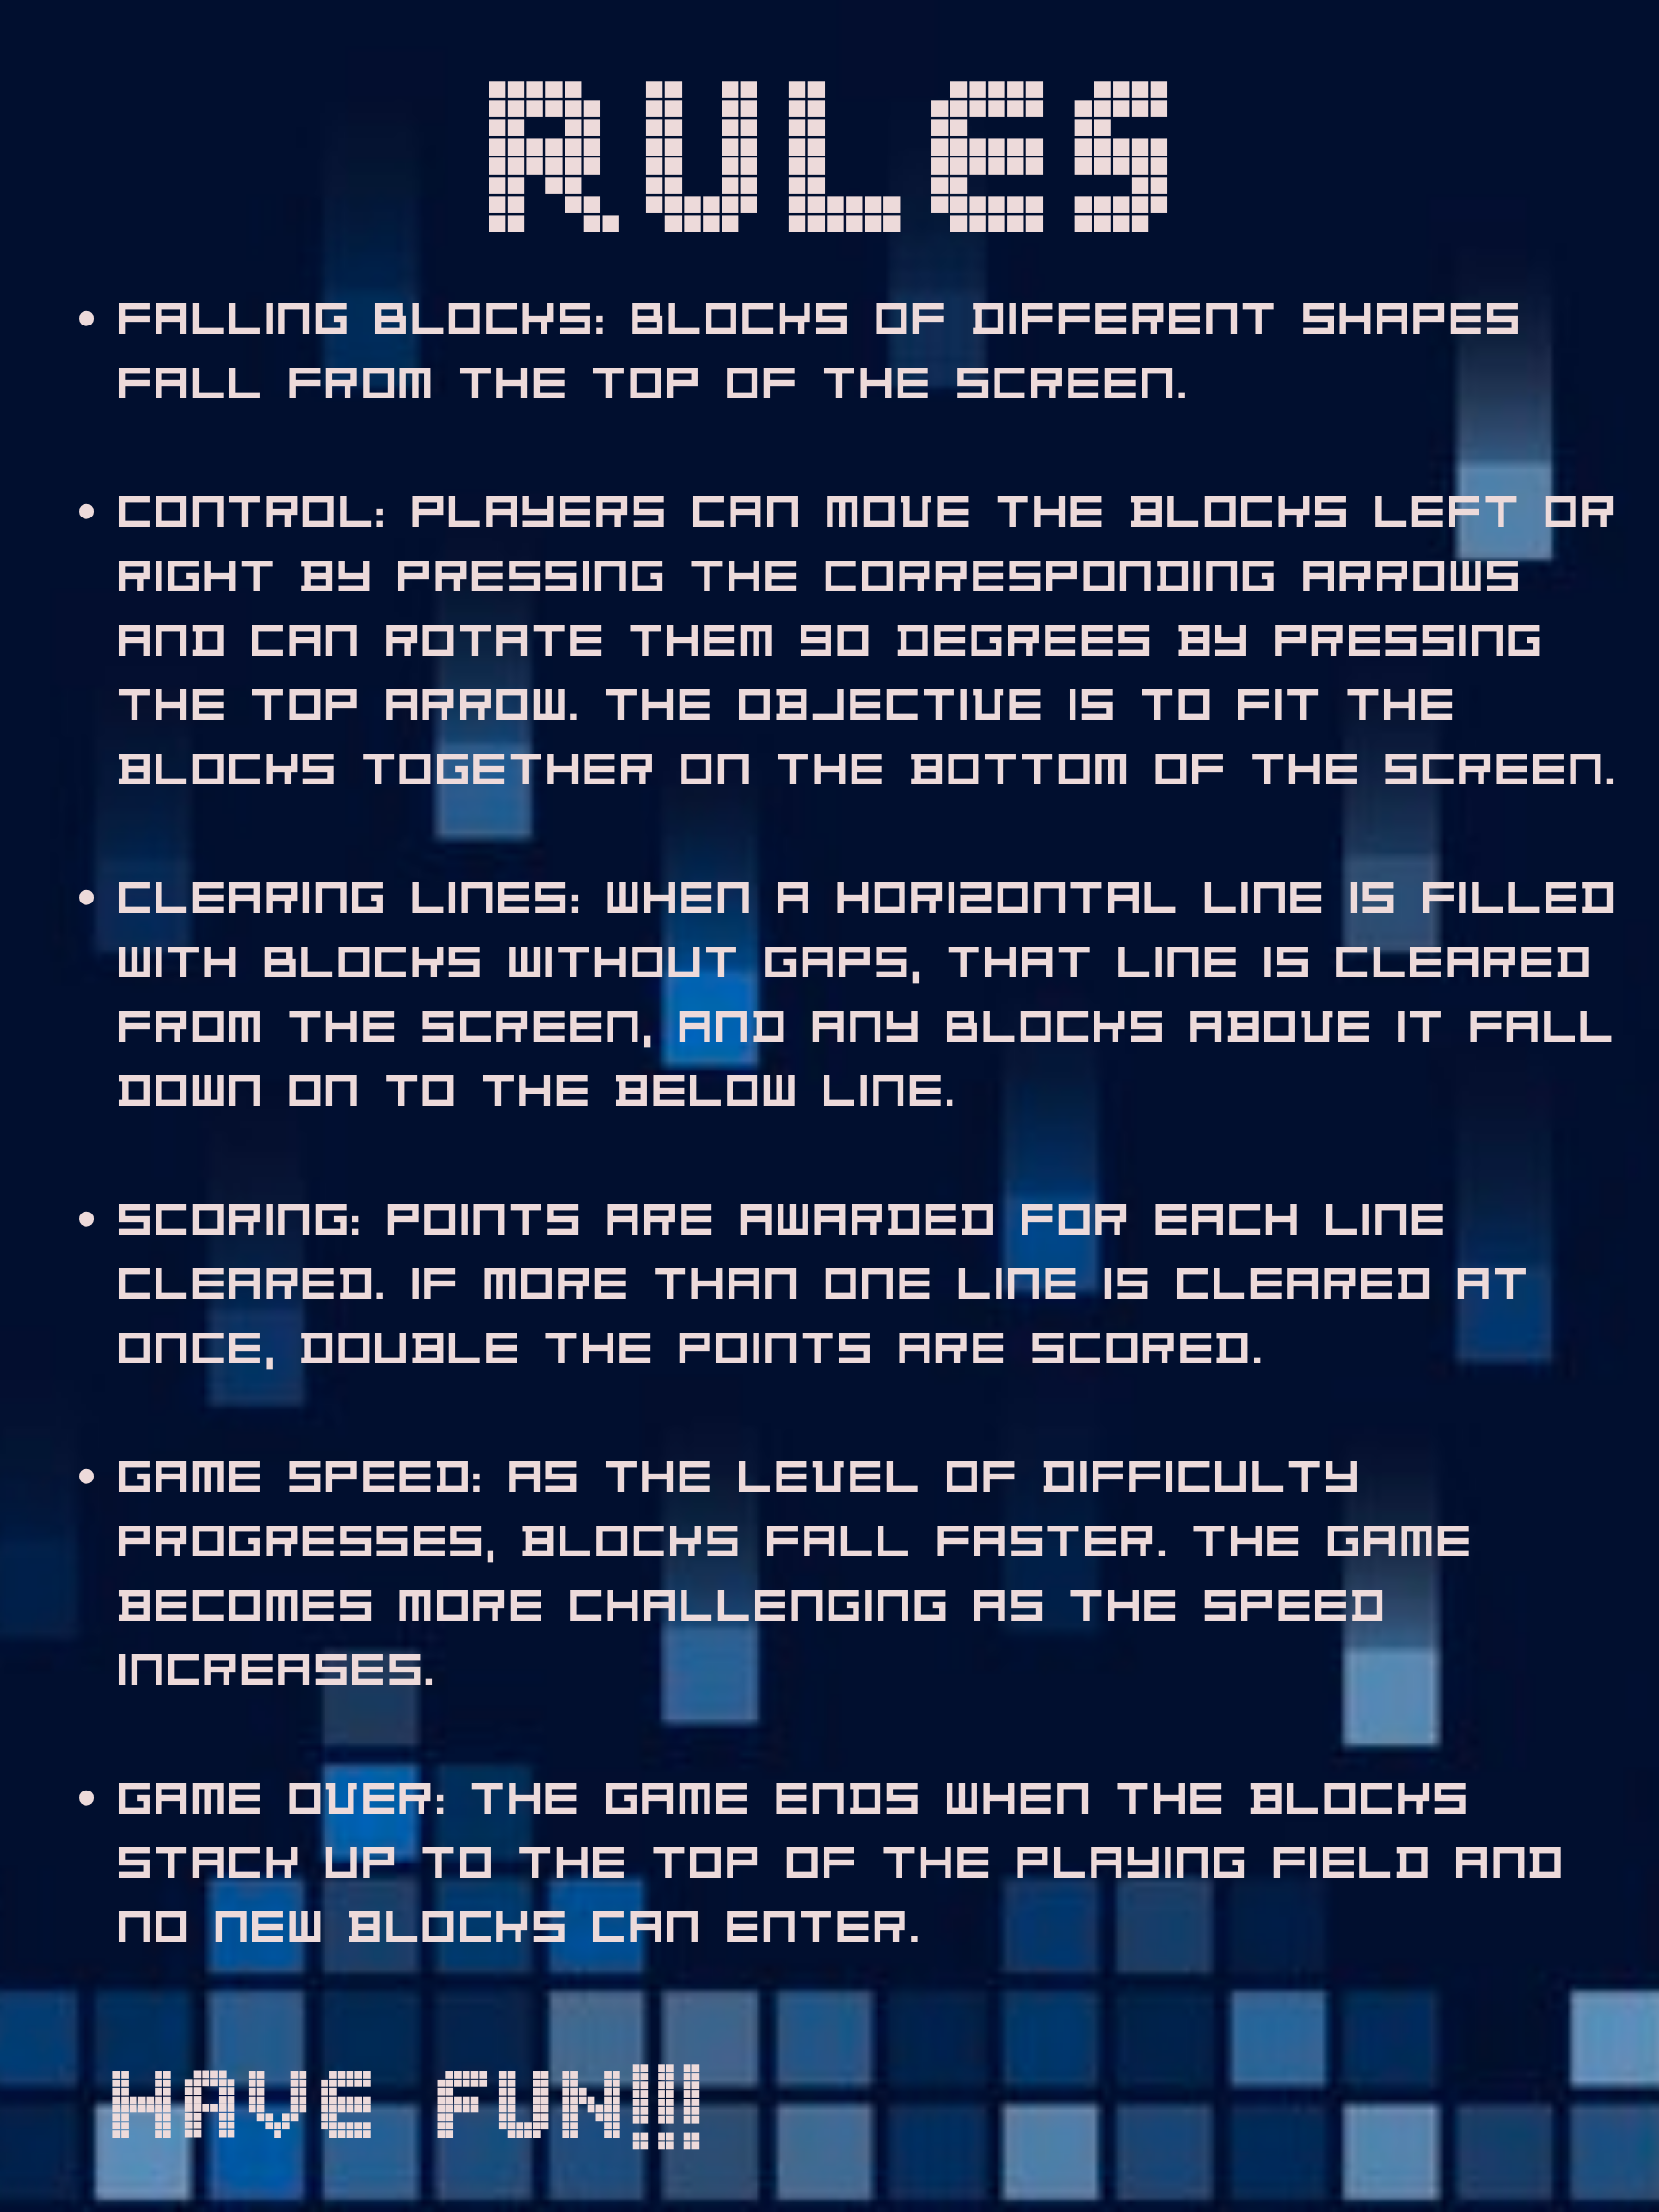 RULES
• FALLING BLOCKS: BLOCKS OF DIFFERENT SHAPES
FALL FROM THE TOP OF THE SCREEN.
• CONTROL: PLAYERS CAN MOVE THE BLOCKS LEFT OR
RIGHT BY PRESSING THE CORRESPONDING ARROWS
AND CAN ROTATE THEM 90 DEGREES BY PRESSING
THE TOP ARROW. THE OBJECTIVE IS TO FIT THE
BLOCKS TOGETHER ON THE BOTTOM OF THE SCREEN.
• CLEARING LINES: WHEN A HORIZONTAL LINE IS FILLED
WITH BLOCKS WITHOUT GAPS, THAT LINE IS CLEARED
FROM THE SCREEN, AND ANY BLOCKS ABOVE IT FALL
DOWN ON TO THE BELOW LINE.
• SCORING: POINTS ARE AWARDED FOR EACH LINE
CLEARED. IF MORE THAN ONE LINE IS CLEARED AT
ONCE, DOUBLE THE POINTS ARE SCORED.
• GAME SPEED: AS THE LEVEL OF DIFFICULTY
PROGRESSES, BLOCKS FALL FASTER. THE GAME
BECOMES MORE CHALLENGING AS THE SPEED
INCREASES.
• GAME OVER: THE GAME ENDS WHEN THE BLOCKS
STACK UP TO THE TOP OF THE PLAYING FIELD AND
NO NEW BLOCKS CAN ENTER.
HAVE FUN!!!